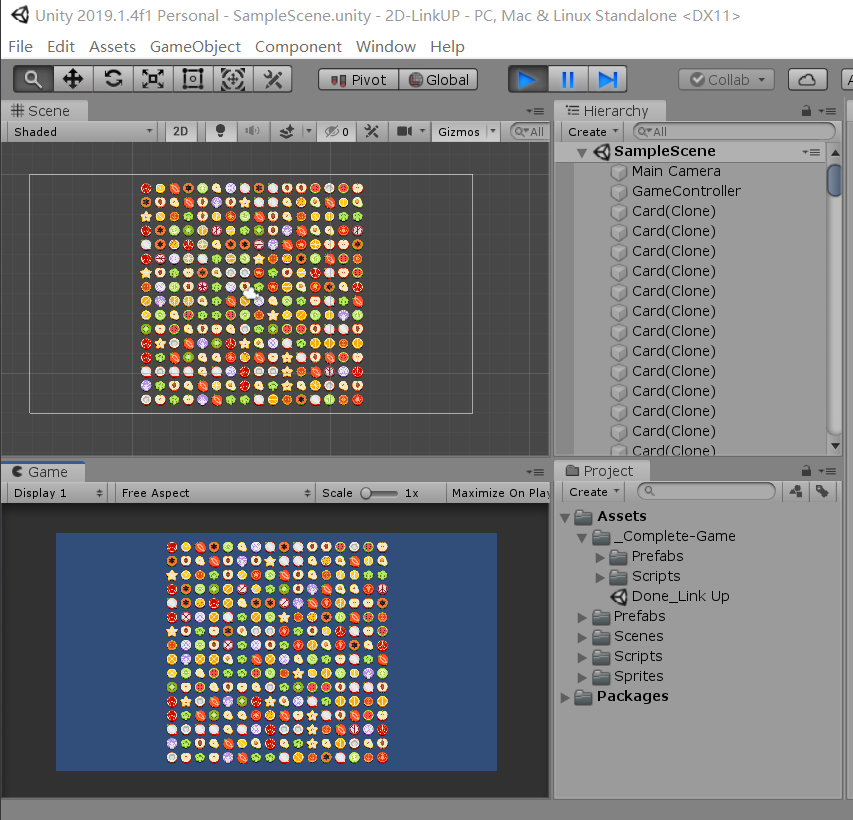 Unity 2019.1.4f1 Personal - SampleScene.unity - 2D-LinkUP - PC, Mac & Linux Standalone <DX11>
File Edit Assets GameObject Component Window Help
Pivot Global Collab
Scene
Shaded 2D 0 Gizmos All
Hierarchy
Create All
SampleScene
Main Camera
GameController
Card(Clone)
Card(Clone)
Card(Clone)
Card(Clone)
Card(Clone)
Card(Clone)
Card(Clone)
Card(Clone)
Card(Clone)
Card(Clone)
Card(Clone)
Card(Clone)
Card(Clone)
Game
Display 1 Free Aspect Scale 1x Maximize On Play
Project
Create
Assets
_Complete-Game
Prefabs
Scripts
Done_Link Up
Prefabs
Scenes
Scripts
Sprites
Packages